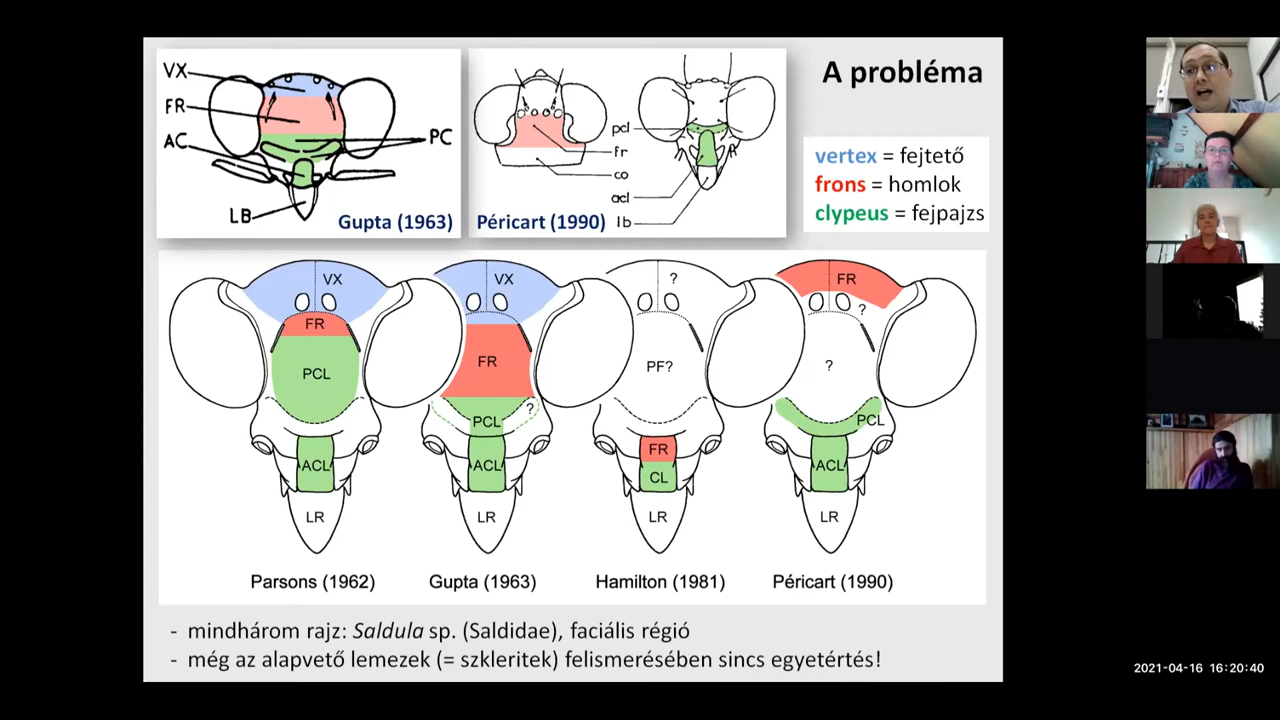 A probléma
VX
FR
AC
PC
LB
Gupta (1963)
pcl
fr
co
acl
lb
Péricart (1990)
vertex = fejtető
frons = homlok
clypeus = fejpajzs
VX
FR
PCL
ACL
LR
VX
FR
?
PCL
ACL
LR
?
PF?
FR
CL
LR
FR
?
?
PCL
ACL
LR
Parsons (1962)
Gupta (1963)
Hamilton (1981)
Péricart (1990)
- mindhárom rajz: Saldula sp. (Saldidae), faciális régió
- még az alapvető lemezek (= szkleritek) felismerésében sincs egyetértés!
2021-04-16 16:20:40